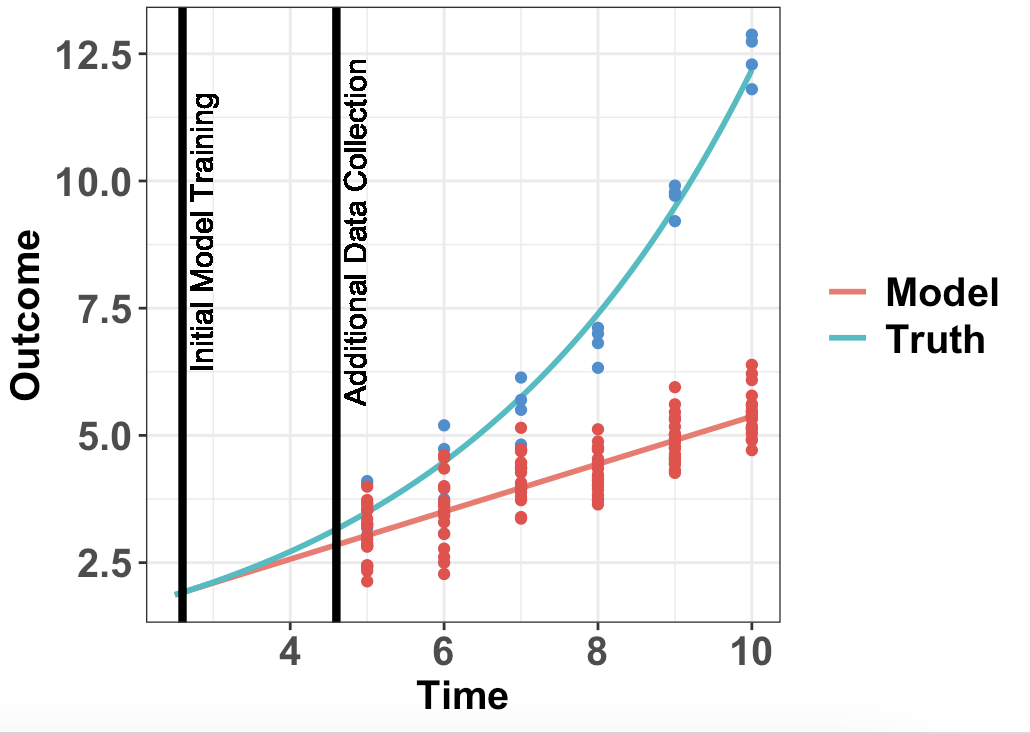 12.5
10.0
7.5
5.0
2.5
Outcome
Initial Model Training
Additional Data Collection
4
6
8
10
Time
Model
Truth